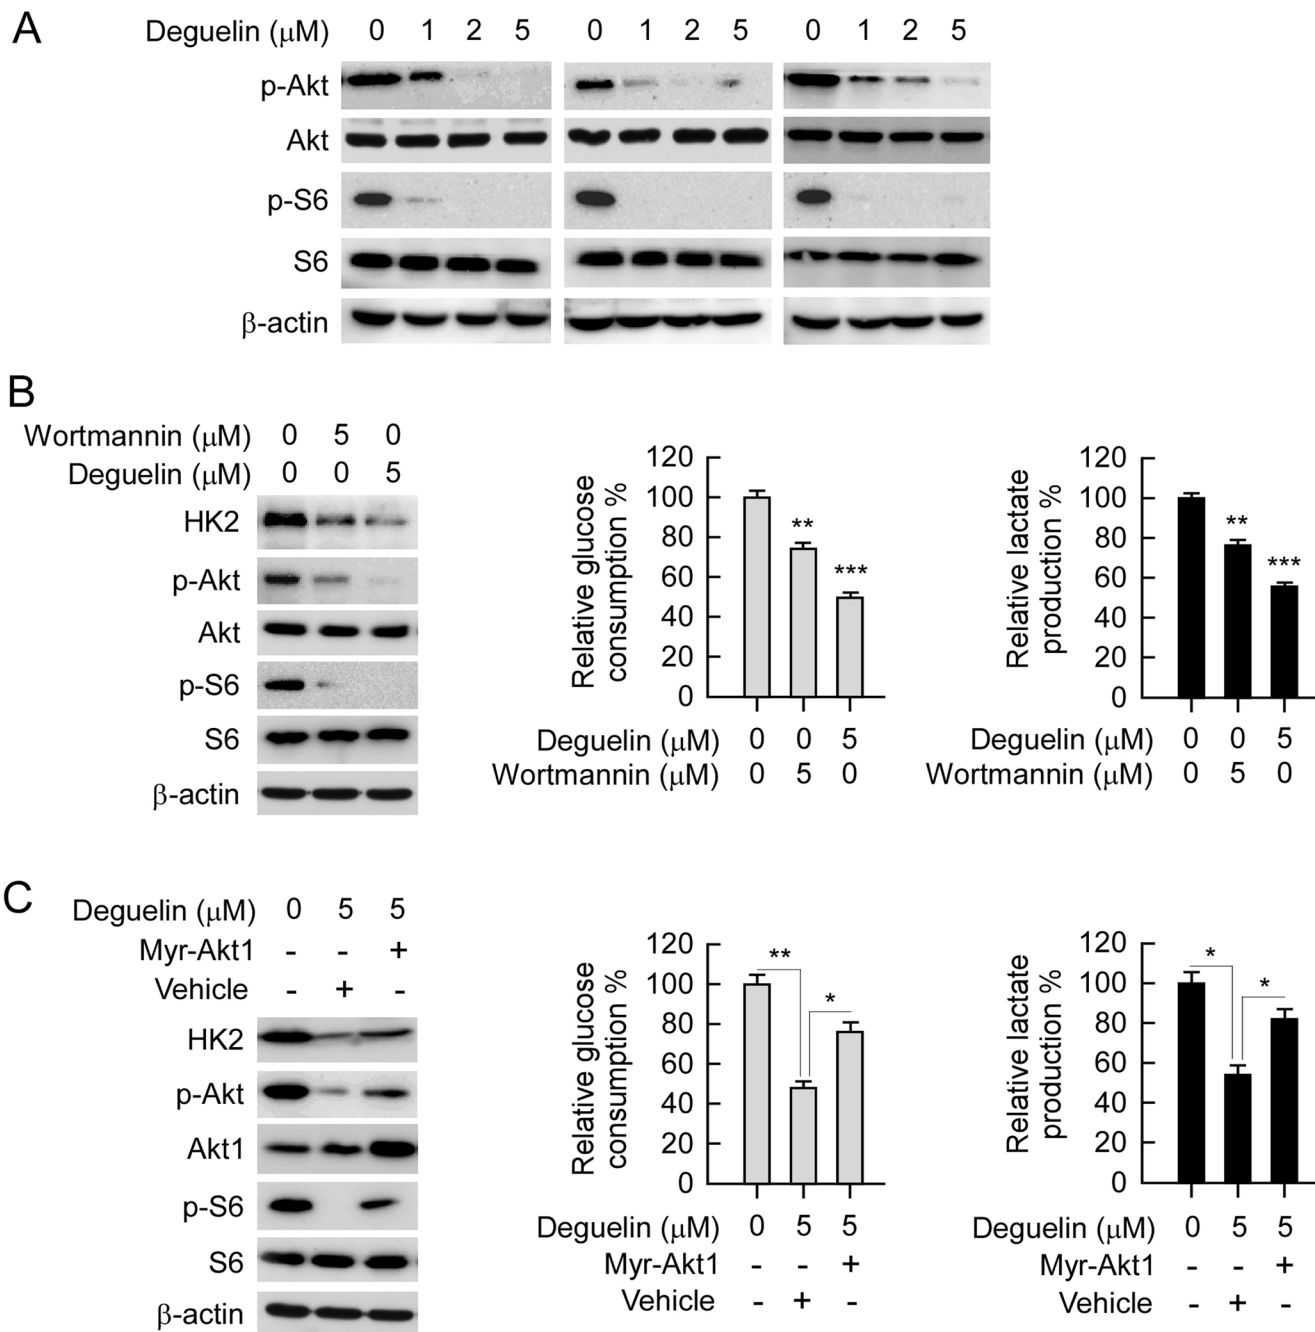 A
Deguelin (μM) 0 1 2 5 0 1 2 5 0 1 2 5
p-Akt
Akt
p-S6
S6
β-actin
B
Wortmannin (μM) 0 5 0
Deguelin (μM) 0 0 5
HK2
p-Akt
Akt
p-S6
S6
β-actin
Relative glucose
consumption %
120
100
80
60
40
20
0
**
***
Deguelin (μM) 0 0 5
Wortmannin (μM) 0 5 0
Relative lactate
production %
120
100
80
60
40
20
0
**
***
Deguelin (μM) 0 0 5
Wortmannin (μM) 0 5 0
C
Deguelin (μM) 0 5 5
Myr-Akt1 - - +
Vehicle - + -
HK2
p-Akt
Akt1
p-S6
S6
β-actin
Relative glucose
consumption %
120
100
80
60
40
20
0
**
*
Deguelin (μM) 0 5 5
Myr-Akt1 - - +
Vehicle - + -
Relative lactate
production %
120
100
80
60
40
20
0
*
*
Deguelin (μM) 0 5 5
Myr-Akt1 - - +
Vehicle - + -